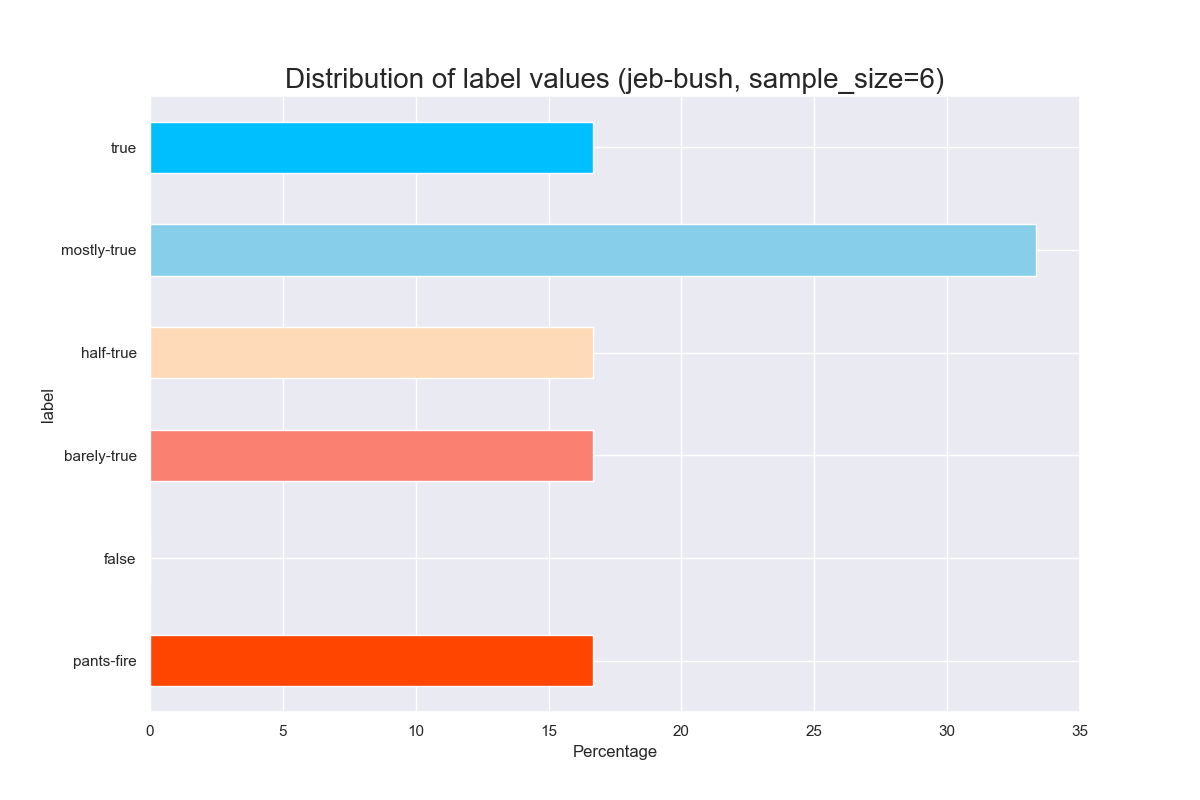 Distribution of label values (jeb-bush, sample_size=6)
true
mostly-true
half-true
barely-true
false
pants-fire
label
0 5 10 15 20 25 30 35
Percentage